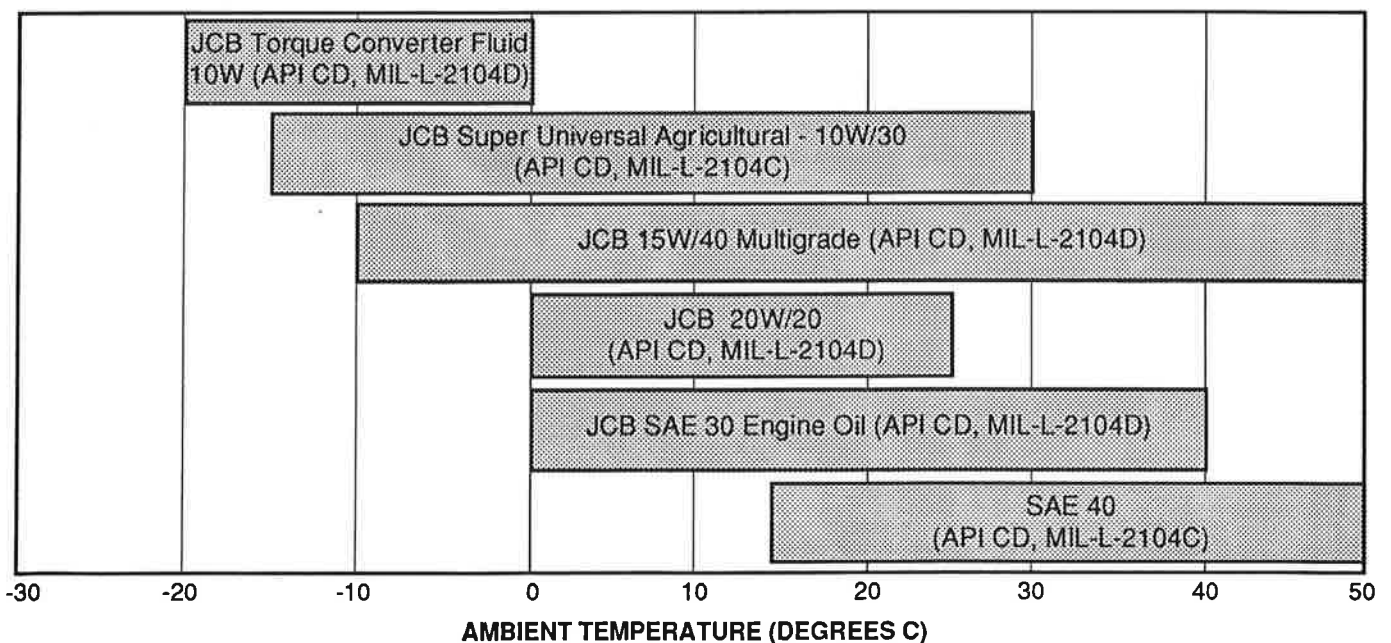 JCB Torque Converter Fluid
10W (API CD, MIL-L-2104D)
JCB Super Universal Agricultural - 10W/30
(API CD, MIL-L-2104C)
JCB 15W/40 Multigrade (API CD, MIL-L-2104D)
JCB 20W/20
(API CD, MIL-L-2104D)
JCB SAE 30 Engine Oil (API CD, MIL-L-2104D)
SAE 40
(API CD, MIL-L-2104C)
-30 -20 -10 0 10 20 30 40 50
AMBIENT TEMPERATURE (DEGREES C)